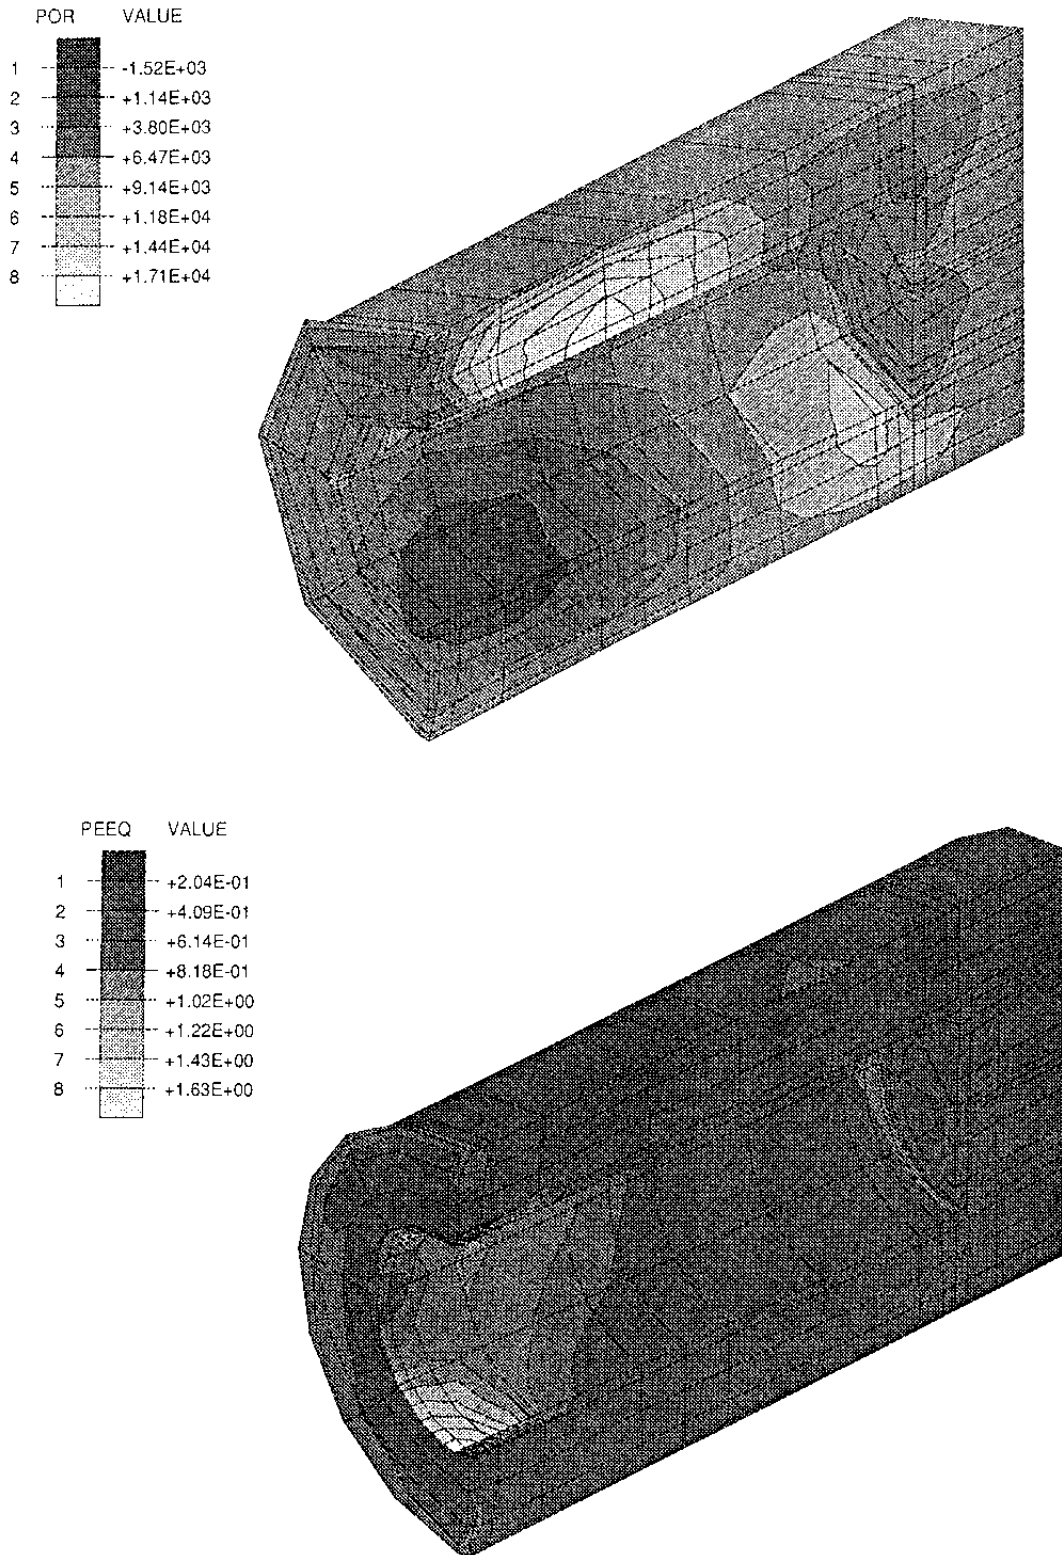 POR VALUE
1 -1.52E+03
2 +1.14E+03
3 +3.80E+03
4 +6.47E+03
5 +9.14E+03
6 +1.18E+04
7 +1.44E+04
8 +1.71E+04
PEEQ VALUE
1 +2.04E-01
2 +4.09E-01
3 +6.14E-01
4 +8.18E-01
5 +1.02E+00
6 +1.22E+00
7 +1.43E+00
8 +1.63E+00